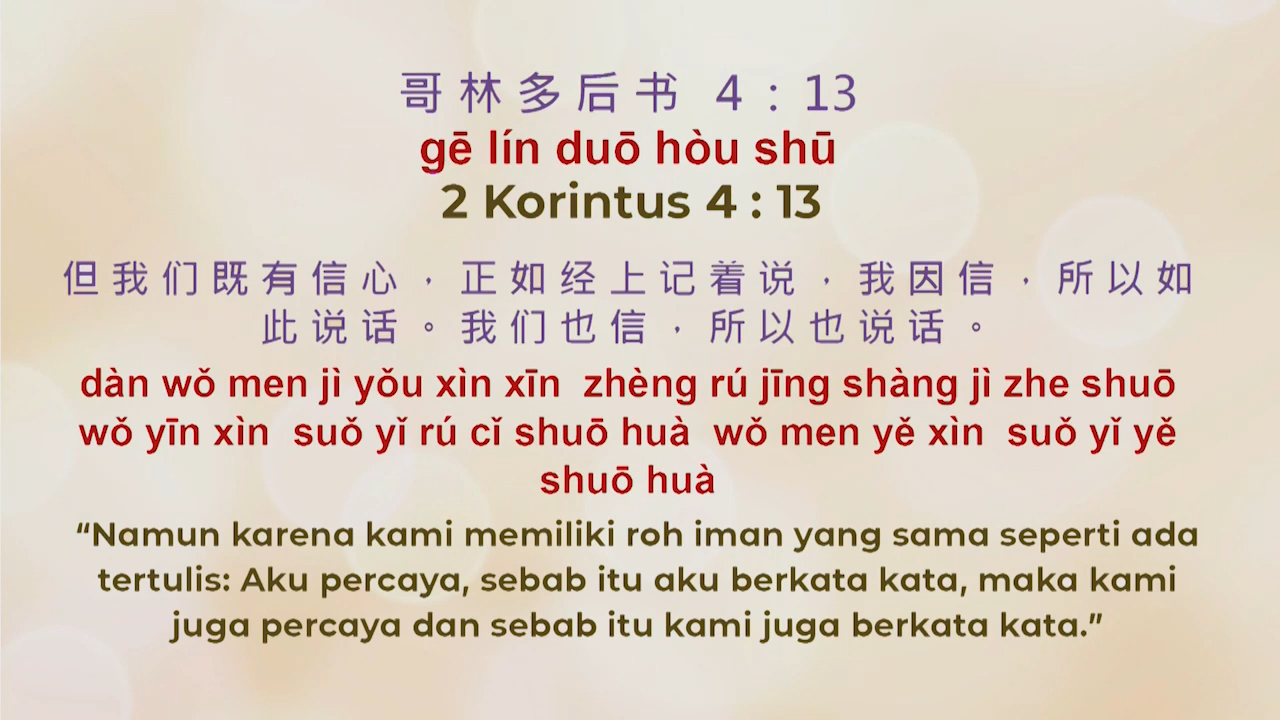 哥林多后书 4：13
gē lín duō hòu shū
2 Korintus 4 : 13
但我们既有信心，正如经上记着说，我因信，所以如
此说话。我们也信，所以也说话。
dàn wǒ men jì yǒu xìn xīn  zhèng rú jīng shàng jì zhe shuō
wǒ yīn xìn  suǒ yǐ rú cǐ shuō huà  wǒ men yě xìn  suǒ yǐ yě
shuō huà
“Namun karena kami memiliki roh iman yang sama seperti ada
tertulis: Aku percaya, sebab itu aku berkata kata, maka kami
juga percaya dan sebab itu kami juga berkata kata.”